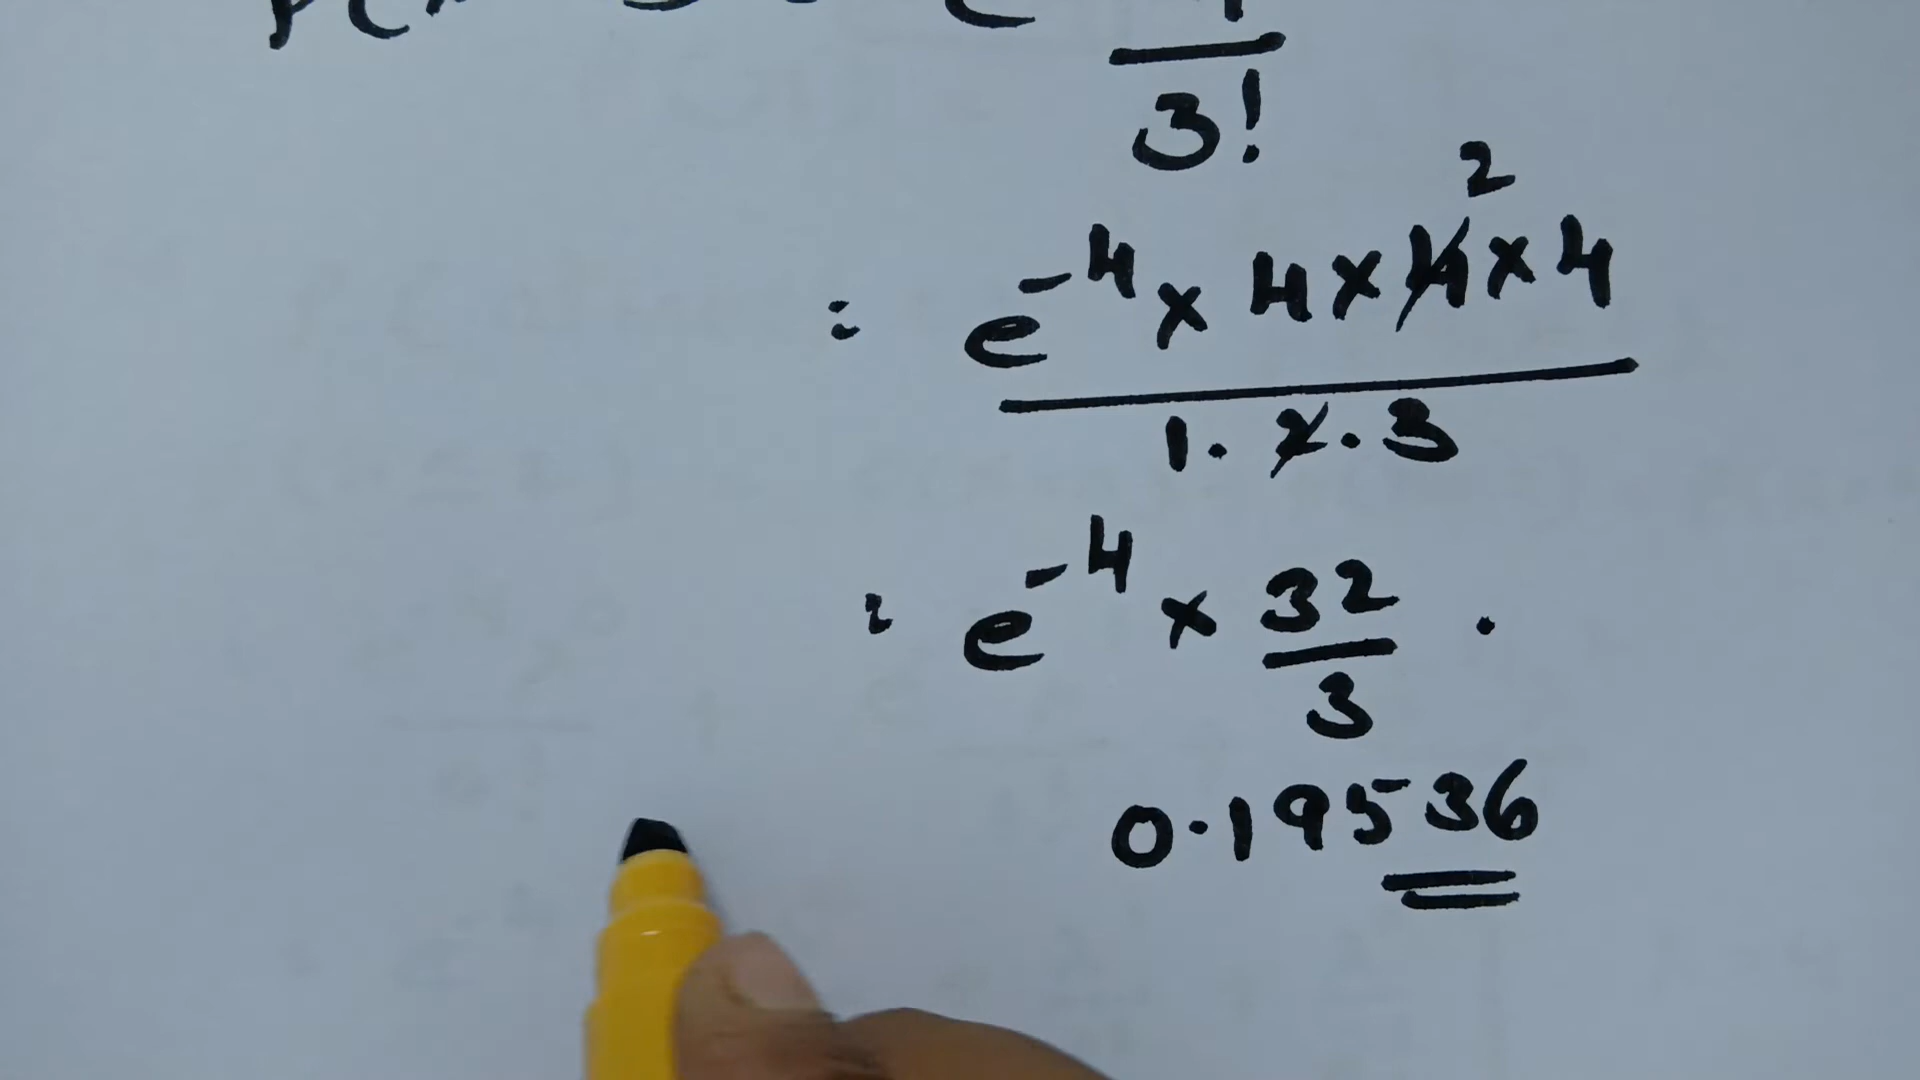 3!
2
= e^-4 x 4 x 4 x 4
1. 2. 3
= e^-4 x 32/3 .
0.19536